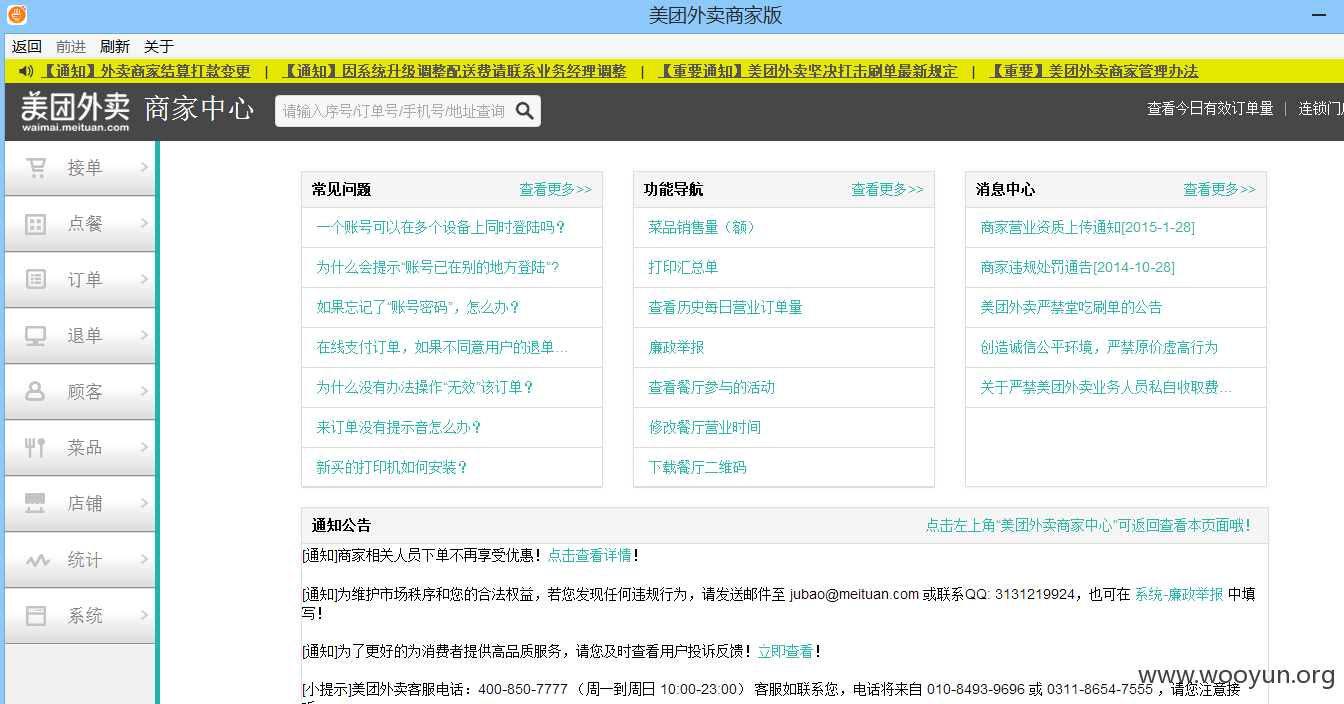 美团外卖商家版
返回 前进 刷新 关于
【通知】外卖商家结算打款变更 | 【通知】因系统升级调整配送费请联系业务经理调整 | 【重要通知】美团外卖坚决打击刷单最新规定 | 【重要】美团外卖商家管理办法
美团外卖 商家中心 请输入序号/订单号/手机号/地址查询 查看今日有效订单量 | 连锁门
waimai.meituan.com
接单
点餐
订单
退单
顾客
菜品
店铺
统计
系统
常见问题 查看更多>>
一个账号可以在多个设备上同时登陆吗?
为什么会提示“账号已在别的地方登陆”?
如果忘记了“账号密码”，怎么办?
在线支付订单，如果不同意用户的退单...
为什么没有办法操作“无效”该订单?
来订单没有提示音怎么办?
新买的打印机如何安装?
功能导航 查看更多>>
菜品销售量（额）
打印汇总单
查看历史每日营业订单量
廉政举报
查看餐厅参与的活动
修改餐厅营业时间
下载餐厅二维码
消息中心 查看更多>>
商家营业资质上传通知[2015-1-28]
商家违规处罚通告[2014-10-28]
美团外卖严禁堂吃刷单的公告
创造诚信公平环境，严禁原价虚高行为
关于严禁美团外卖业务人员私自收取费...
通知公告 点击左上角“美团外卖商家中心”可返回查看本页面哦!
[通知]商家相关人员下单不再享受优惠! 点击查看详情!
[通知]为维护市场秩序和您的合法权益，若您发现任何违规行为，请发送邮件至 jubao@meituan.com 或联系QQ: 3131219924，也可在 系统-廉政举报 中填
写!
[通知]为了更好的为消费者提供高品质服务，请您及时查看用户投诉反馈! 立即查看!
[小提示]美团外卖客服电话：400-850-7777 （周一到周日 10:00-23:00） 客服如联系您，电话将来自 010-8493-9696 或 0311-8654-7555 ，请您注意接
www.wooyun.org